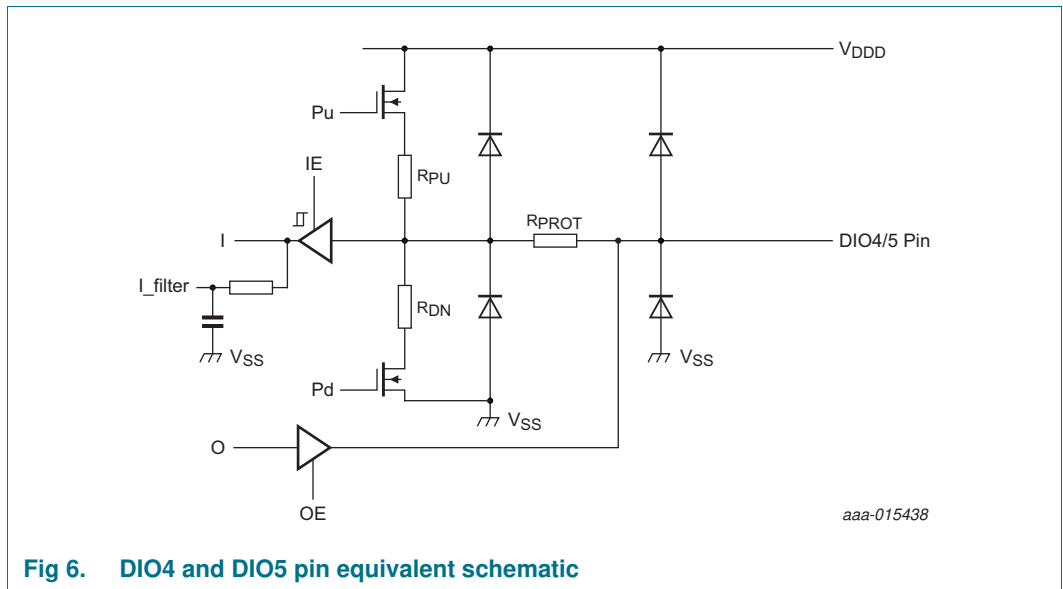 VDDD
Pu
IE
RPU
RPROT
I
DIO4/5 Pin
I_filter
RDN
VSS
VSS
Pd
VSS
O
OE
aaa-015438
Fig 6. DIO4 and DIO5 pin equivalent schematic